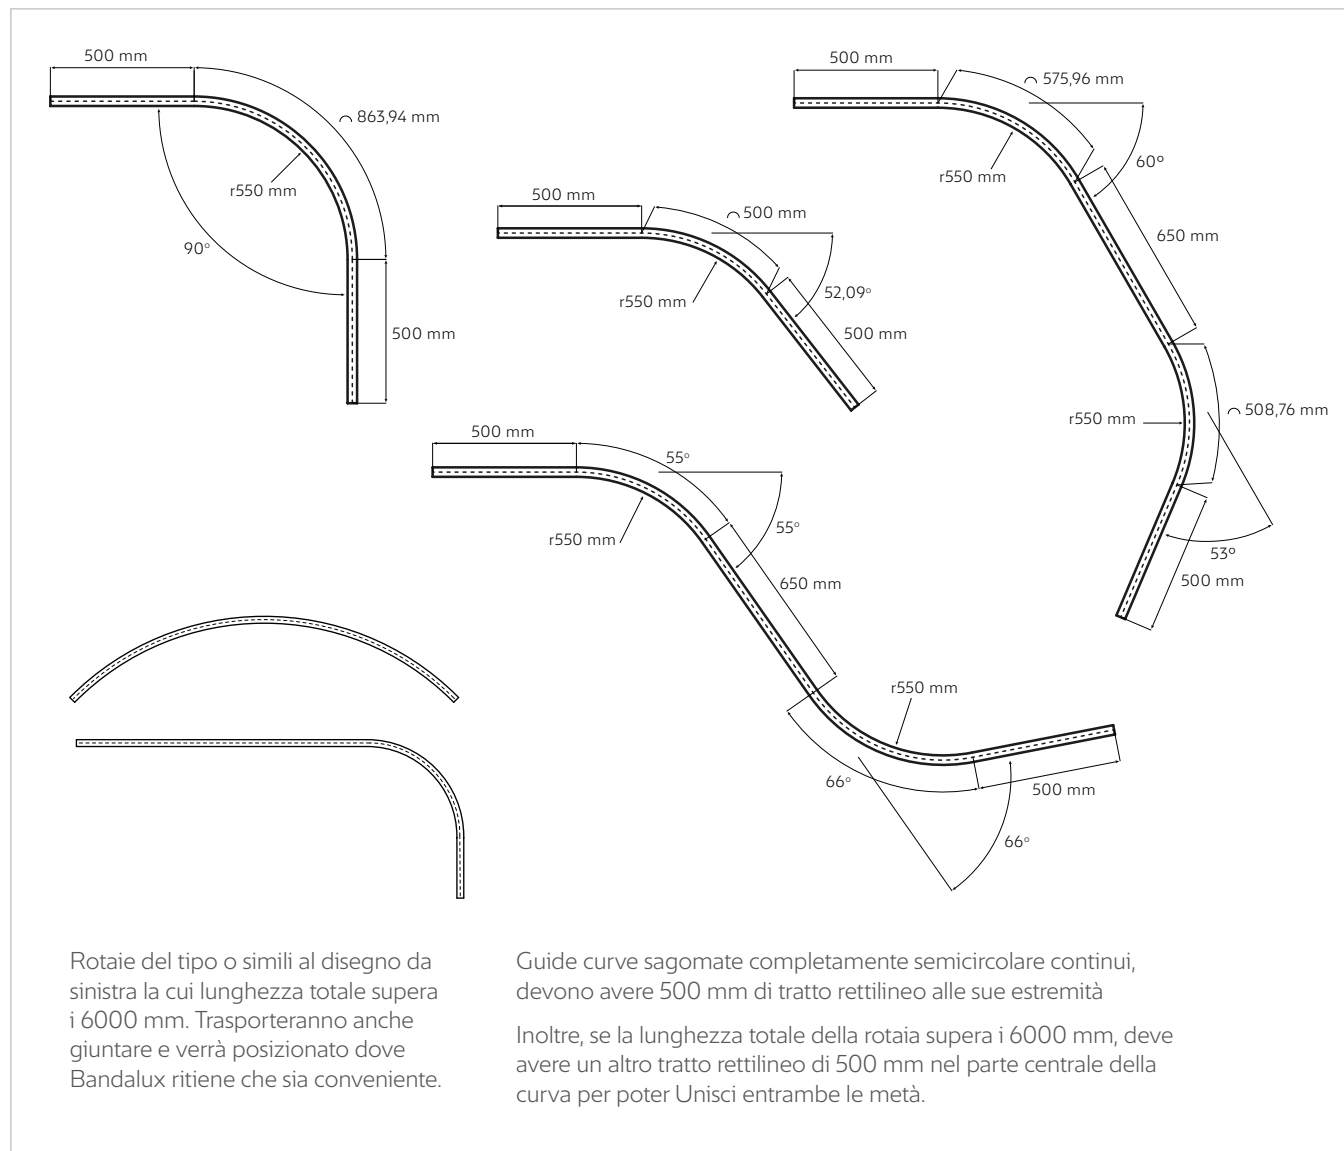 500 mm
⌒ 863,94 mm
r550 mm
90°
500 mm
500 mm
⌒ 500 mm
r550 mm
52,09°
500 mm
500 mm
⌒ 575,96 mm
r550 mm
60º
650 mm
r550 mm
⌒ 508,76 mm
53º
500 mm
500 mm
55°
r550 mm
55°
650 mm
r550 mm
66°
500 mm
66°
Rotaie del tipo o simili al disegno da
sinistra la cui lunghezza totale supera
i 6000 mm. Trasporteranno anche
giuntare e verrà posizionato dove
Bandalux ritiene che sia conveniente.
Guide curve sagomate completamente semicircolare continui,
devono avere 500 mm di tratto rettilineo alle sue estremità
Inoltre, se la lunghezza totale della rotaia supera i 6000 mm, deve
avere un altro tratto rettilineo di 500 mm nel parte centrale della
curva per poter Unisci entrambe le metà.